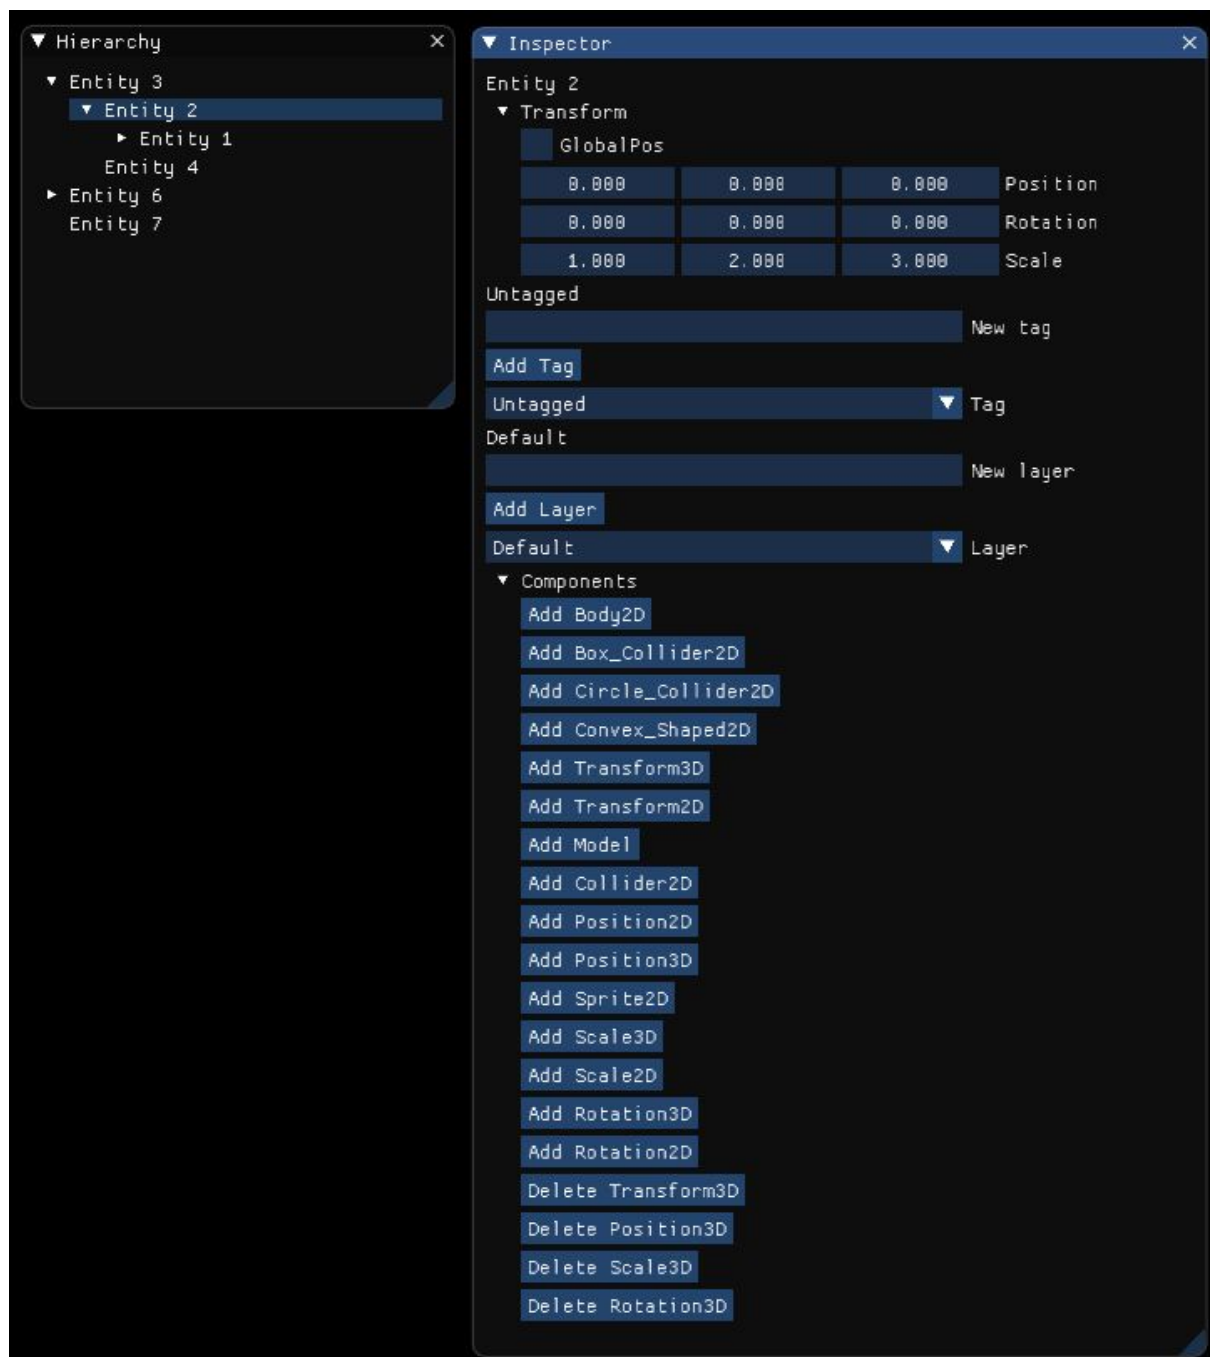 Hierarchy
Entity 3
Entity 2
Entity 1
Entity 4
Entity 6
Entity 7
Inspector
Entity 2
Transform
GlobalPos
0.000 0.000 0.000 Position
0.000 0.000 0.000 Rotation
1.000 2.000 3.000 Scale
Untagged
New tag
Add Tag
Untagged Tag
Default
New layer
Add Layer
Default Layer
Components
Add Body2D
Add Box_Collider2D
Add Circle_Collider2D
Add Convex_Shaped2D
Add Transform3D
Add Transform2D
Add Model
Add Collider2D
Add Position2D
Add Position3D
Add Sprite2D
Add Scale3D
Add Scale2D
Add Rotation3D
Add Rotation2D
Delete Transform3D
Delete Position3D
Delete Scale3D
Delete Rotation3D